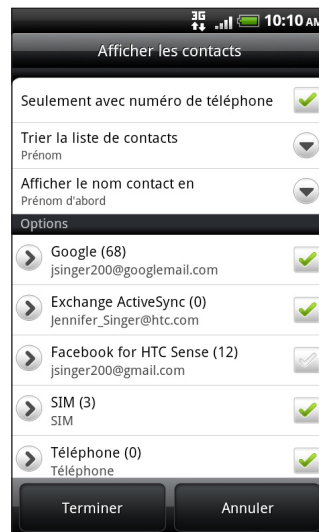 3G 10:10 AM
Afficher les contacts
Seulement avec numéro de téléphone
Trier la liste de contacts
Prénom
Afficher le nom contact en
Prénom d'abord
Options
Google (68)
jsinger200@googlemail.com
Exchange ActiveSync (0)
Jennifer_Singer@htc.com
Facebook for HTC Sense (12)
jsinger200@gmail.com
SIM (3)
SIM
Téléphone (0)
Téléphone
Terminer Annuler